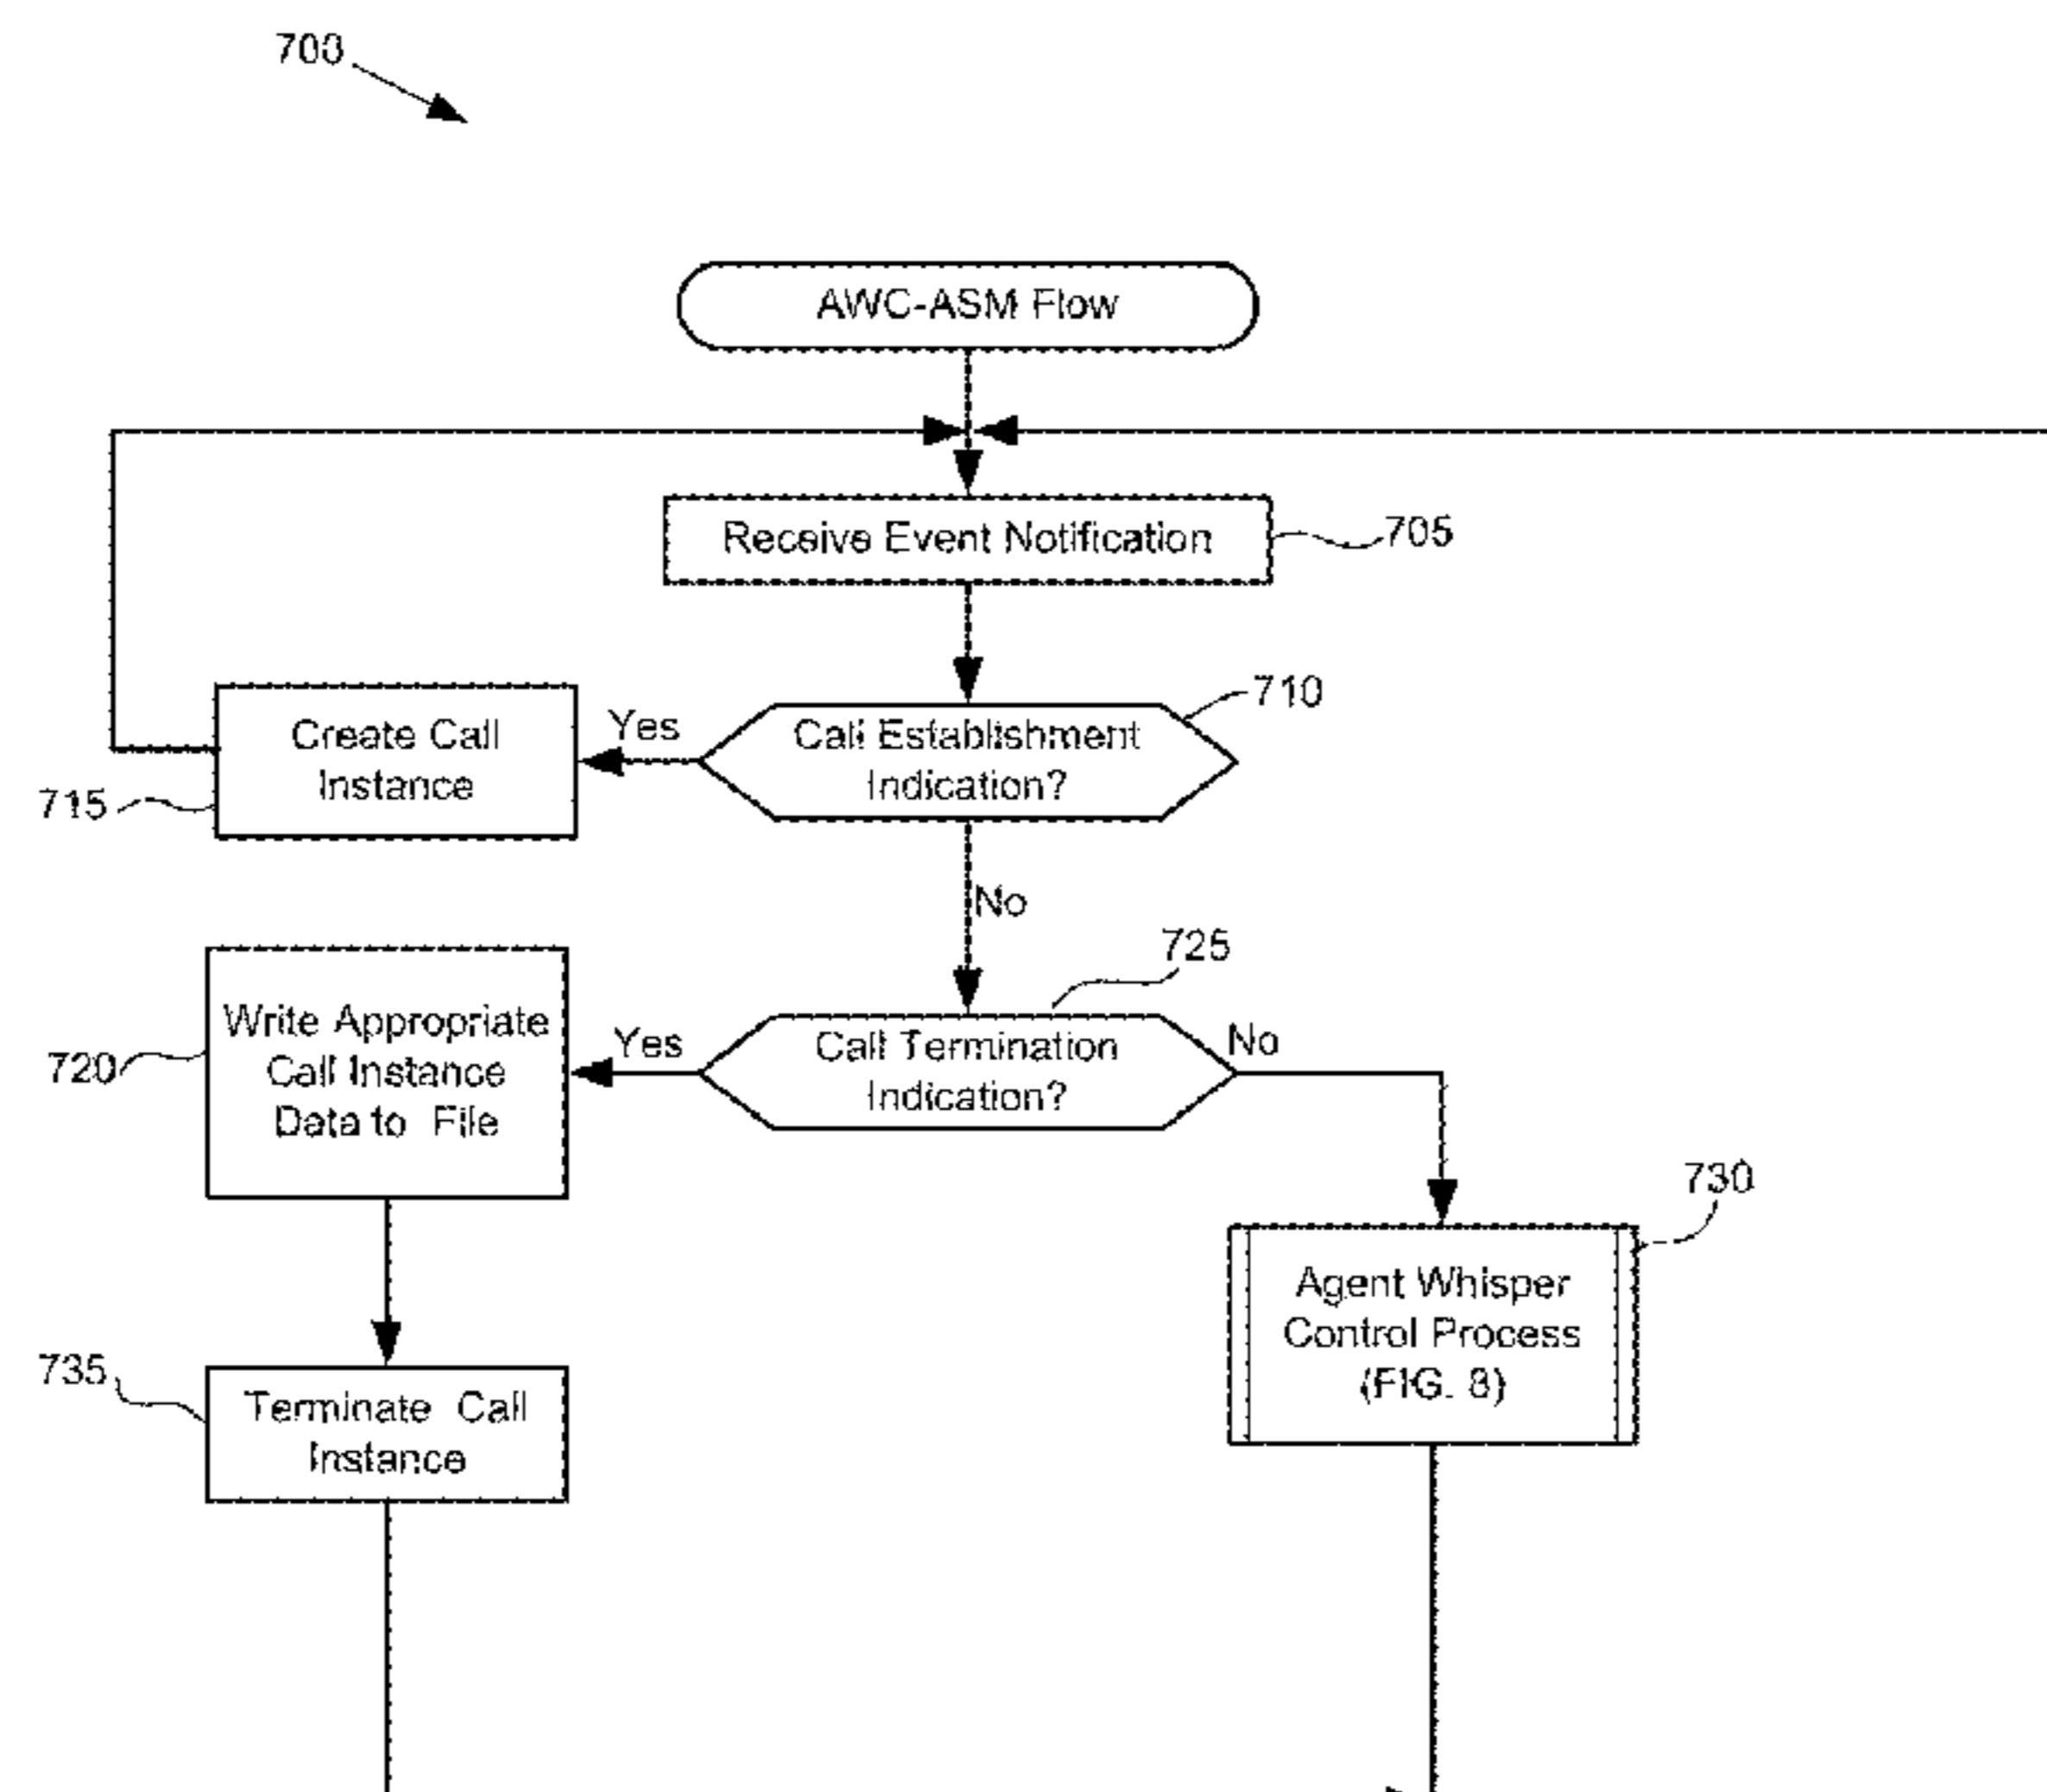 700
AWC-ASM Flow
Receive Event Notification
705
710
Create Call
Instance
Yes
Call Establishment
Indication?
715
No
725
Write Appropriate
Call Instance
Data to File
720
Yes
Call Termination
Indication?
No
730
Agent Whisper
Control Process
(FIG. 8)
735
Terminate Call
Instance